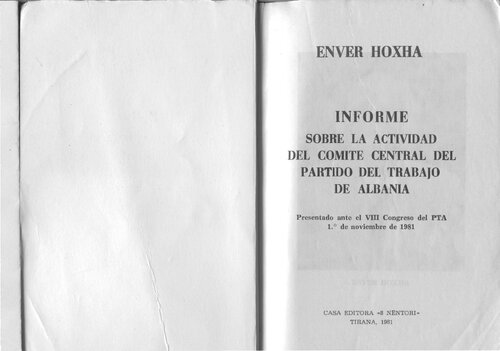 ENVER HOXHA
INFORME
SOBRE LA ACTIVIDAD
DEL COMITE CENTRAL DEL
PARTIDO DEL TRABAJO
DE ALBANIA
Presentado ante el VIII Congreso del PTA
1.° de noviembre de 1981
CASA EDITORA «8 NËNTORI»
TIRANA, 1981